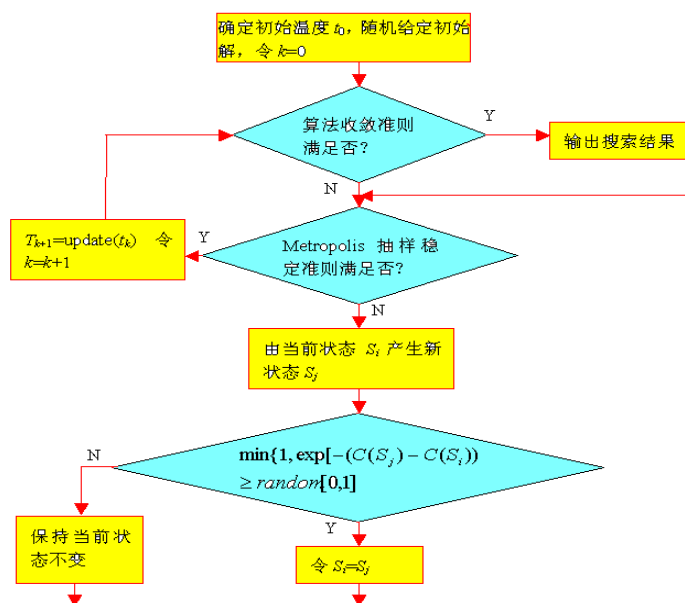 确定初始温度 t0，随机给定初始
解，令 k=0
算法收敛准则
满足否？
Y
输出搜索结果
N
Tk+1=update(tk) 令
k=k+1
Y
Metropolis 抽样稳
定准则满足否？
N
由当前状态 Si 产生新
状态 Sj
min{1, exp[-(C(Sj)-C(Si))
≥ random[0,1]
N
Y
保持当前状
态不变
令 Si=Sj